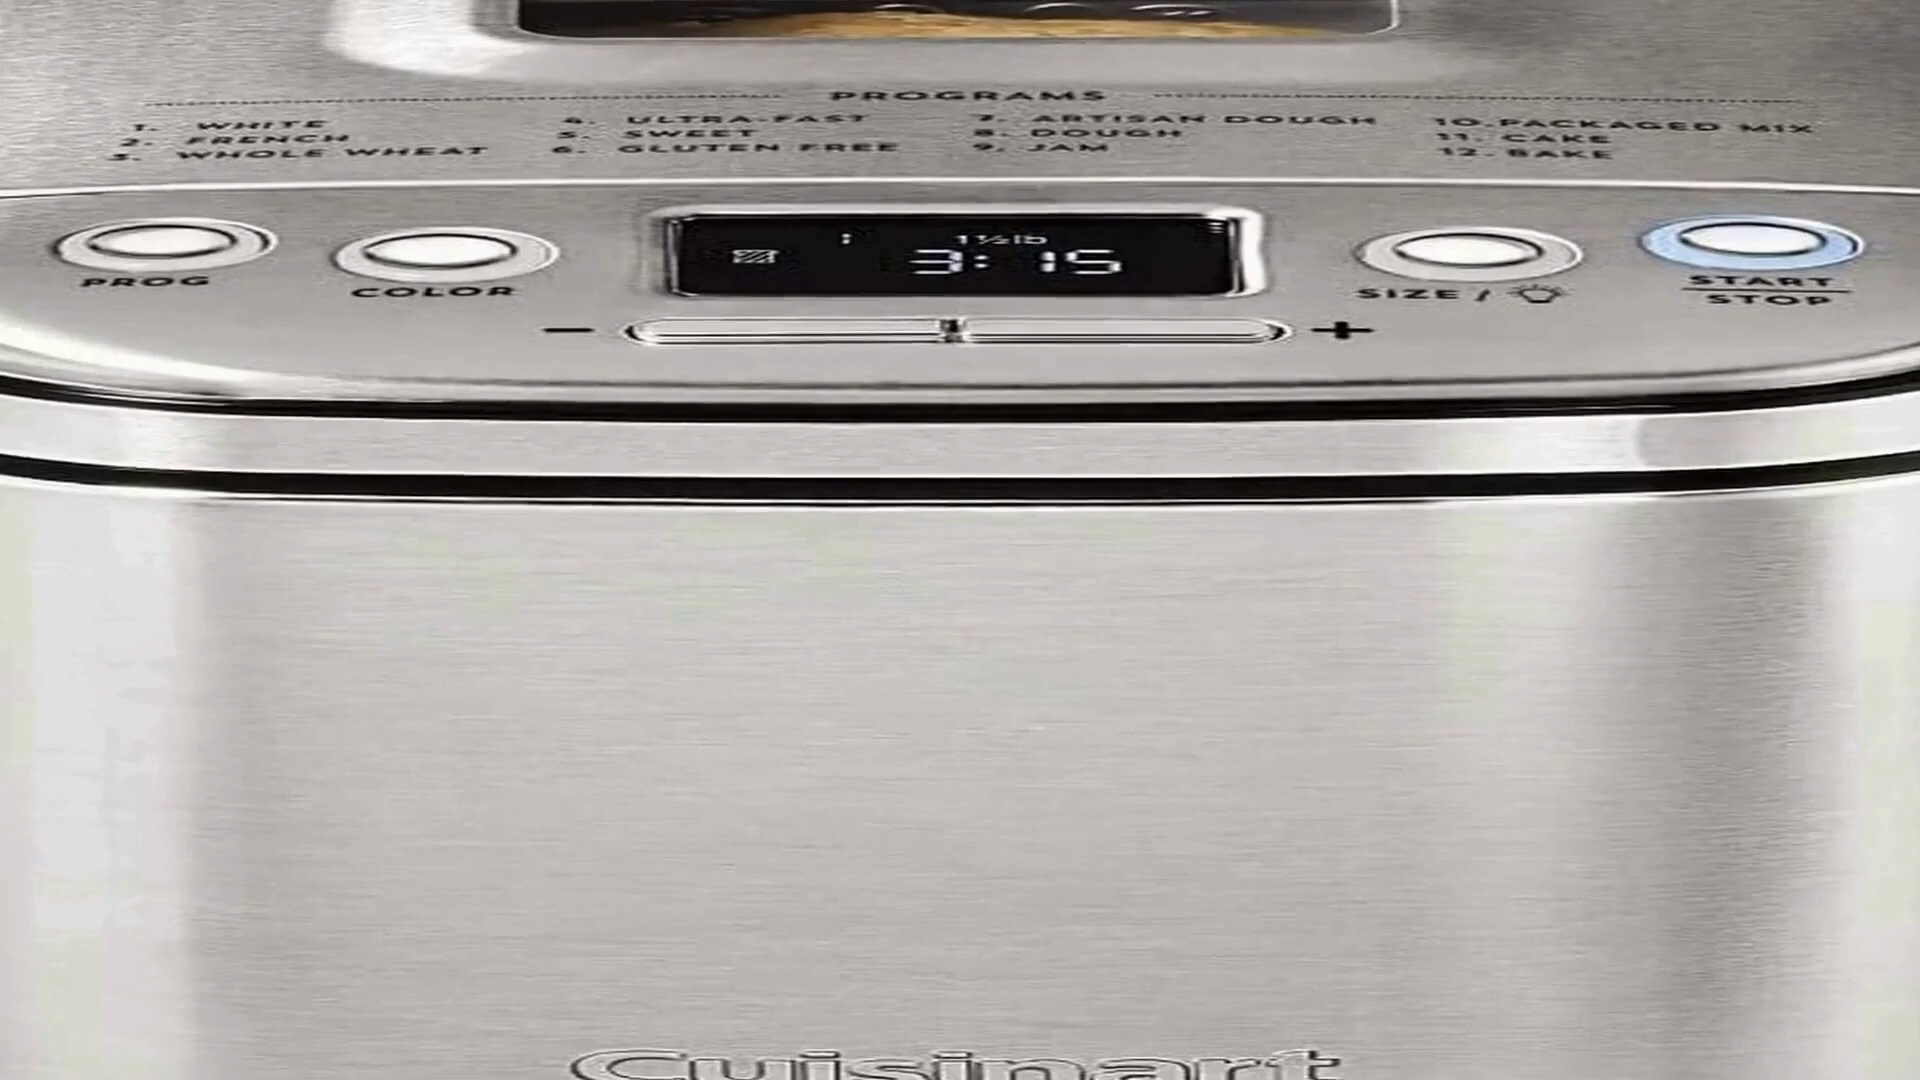 PROGRAMS
1. WHITE
2. FRENCH
3. WHOLE WHEAT
4. ULTRA-FAST
5. SWEET
6. GLUTEN FREE
7. ARTISAN DOUGH
8. DOUGH
9. JAM
10. PACKAGED MIX
11. CAKE
12. BAKE
1
1½lb
3:15
PROG
COLOR
SIZE /
START
STOP
- +
Cuisinart